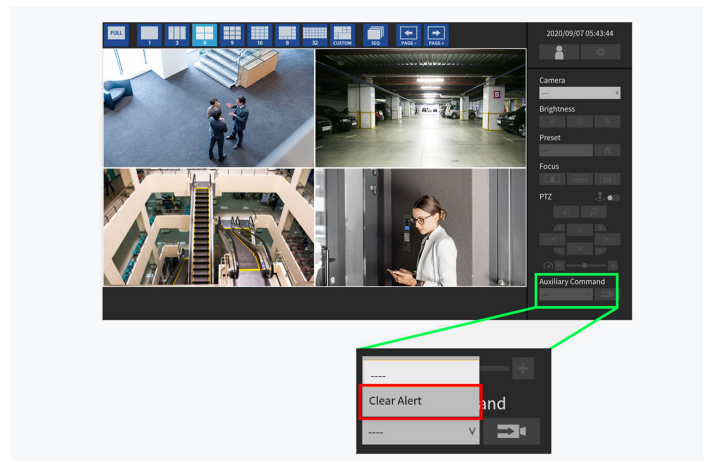 FULL
1
3
4
9
16
8
32
CUSTOM
SEQ
PAGE -
PAGE +
2020/09/07 05:43:44
B
Camera
----
Brightness
Preset
----
Focus
PTZ
Auxiliary Command
----
----
Clear Alert
and
----